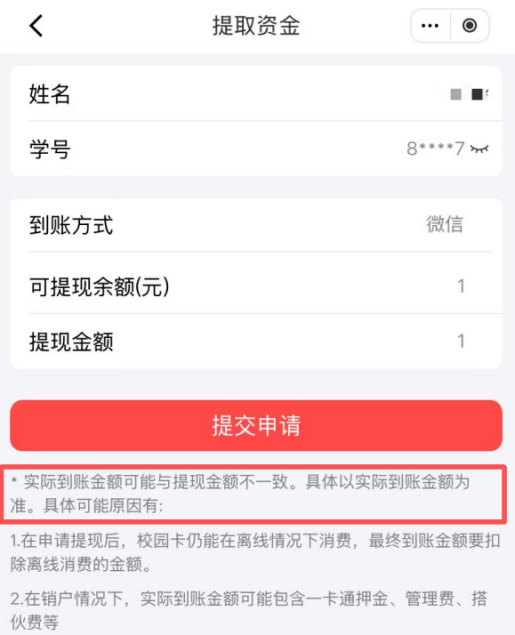 提取资金
姓名
学号 8****7
到账方式 微信
可提现余额(元) 1
提现金额 1
提交申请
* 实际到账金额可能与提现金额不一致。具体以实际到账金额为
准。具体可能原因有:
1.在申请提现后，校园卡仍能在离线情况下消费，最终到账金额要扣
除离线消费的金额。
2.在销户情况下，实际到账金额可能包含一卡通押金、管理费、搭
伙费等